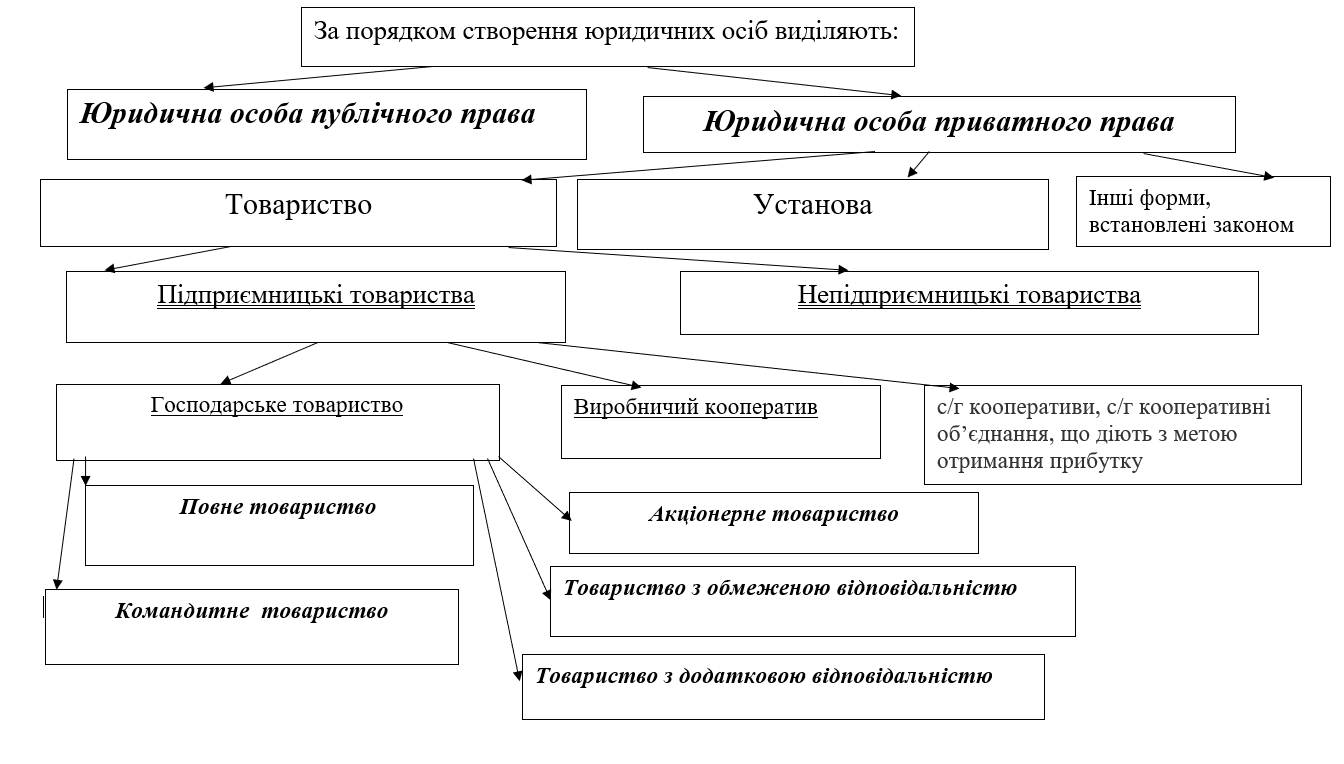 За порядком створення юридичних осіб виділяють:
Юридична особа публічного права
Юридична особа приватного права
Товариство
Установа
Інші форми,
встановлені законом
Підприємницькі товариства
Непідприємницькі товариства
Господарське товариство
Виробничий кооператив
с/г кооперативи, с/г кооперативні
об’єднання, що діють з метою
отримання прибутку
Повне товариство
Акціонерне товариство
Товариство з обмеженою відповідальністю
Командитне  товариство
Товариство з додатковою відповідальністю